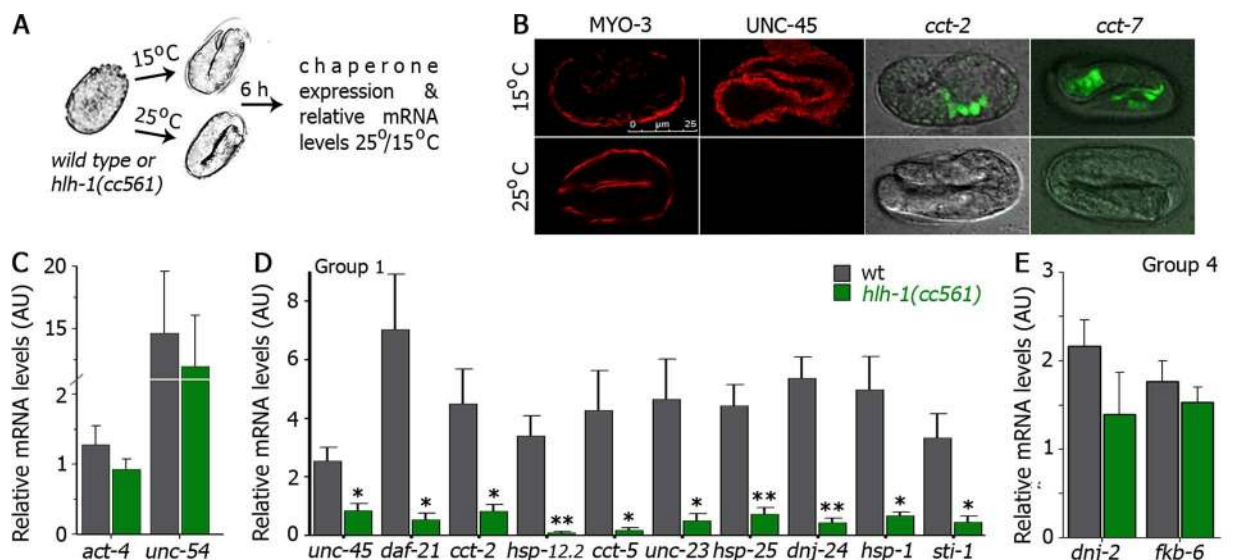 A
15°C
25°C
6 h
wild type or
hlh-1(cc561)
chaperone
expression &
relative mRNA
levels 25°/15°C
B
MYO-3 UNC-45 cct-2 cct-7
15°C
0 µm 25
25°C
C
Relative mRNA levels (AU)
20
15
2
1
0
act-4 unc-54
D
Group 1
Relative mRNA levels (AU)
8
6
4
2
0
wt
hlh-1(cc561)
* * * ** * * ** ** * *
unc-45 daf-21 cct-2 hsp-12.2 cct-5 unc-23 hsp-25 dnj-24 hsp-1 sti-1
E
Group 4
Relative mRNA levels (AU)
3
2
1
0
dnj-2 fkb-6